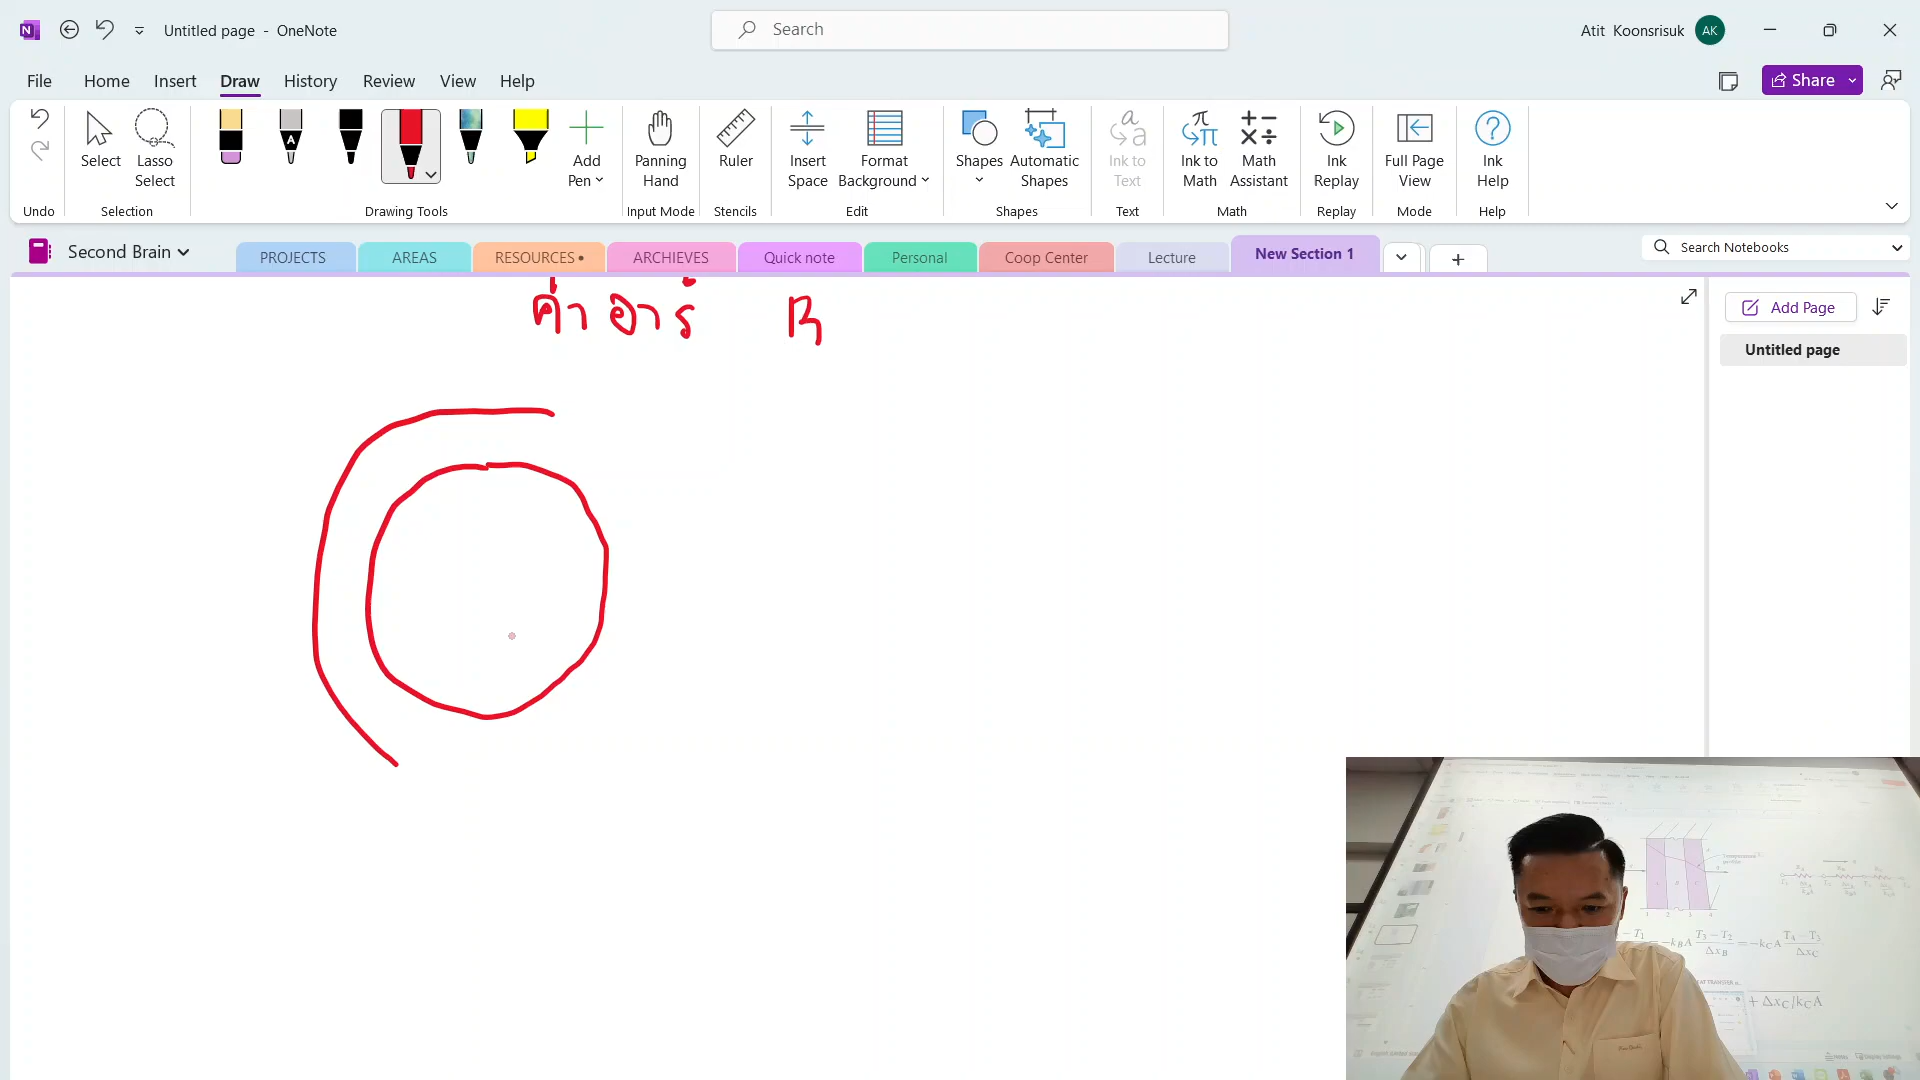 Untitled page - OneNote
Search
Atit Koonsrisuk
AK
File
Home
Insert
Draw
History
Review
View
Help
Share
Select
Lasso
Select
A
Add
Pen
Panning
Hand
Ruler
Insert
Space
Format
Background
Shapes
Automatic
Shapes
Ink to
Text
Ink to
Math
Math
Assistant
Ink
Replay
Full Page
View
Ink
Help
Undo
Selection
Drawing Tools
Input Mode
Stencils
Edit
Shapes
Text
Math
Replay
Mode
Help
Second Brain
PROJECTS
AREAS
RESOURCES
ARCHIEVES
Quick note
Personal
Coop Center
Lecture
New Section 1
Search Notebooks
ค่า อาร์ R
Add Page
Untitled page